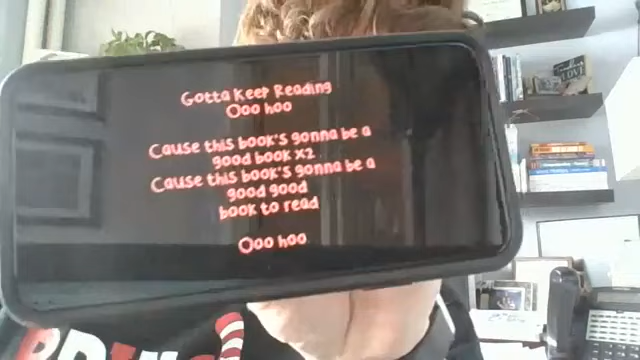 Gotta Keep Reading
Ooo hoo
Cause this book's gonna be a
good book x2
Cause this book's gonna be a
good good
book to read
Ooo hoo